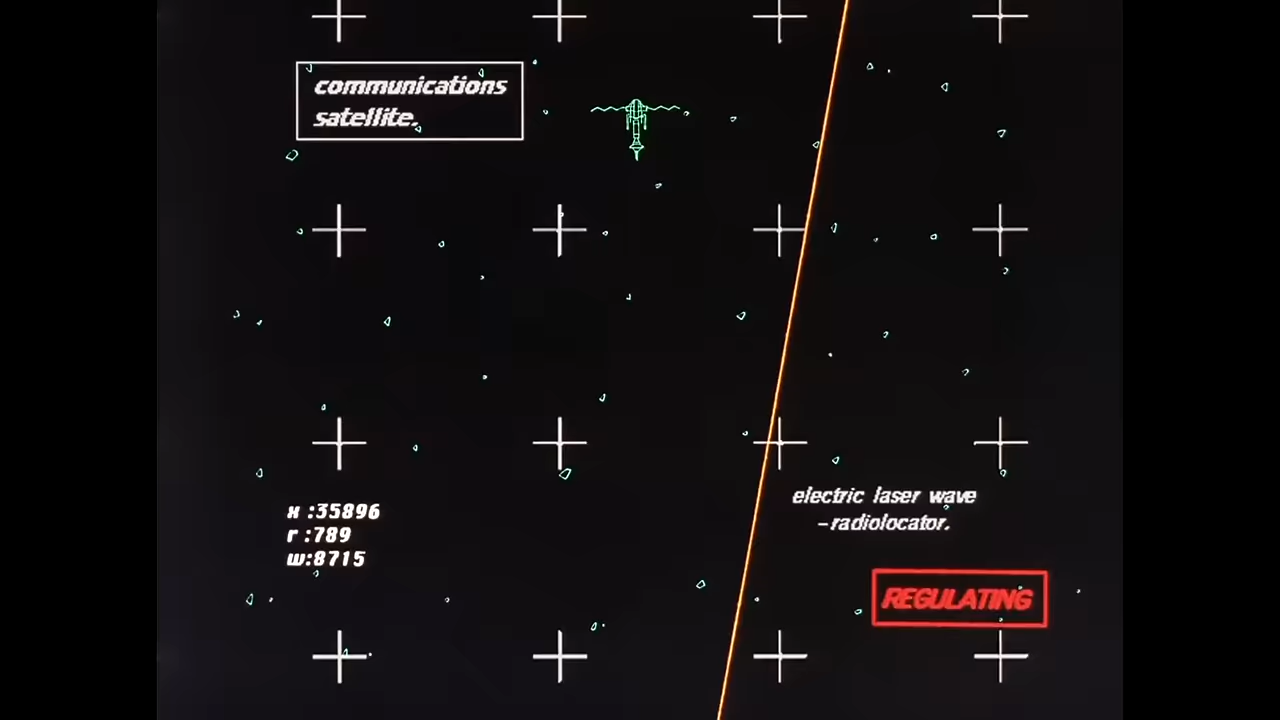 communications
satellite.
x :35896
r :789
w:8715
electric laser wave
-radiolocator.
REGULATING